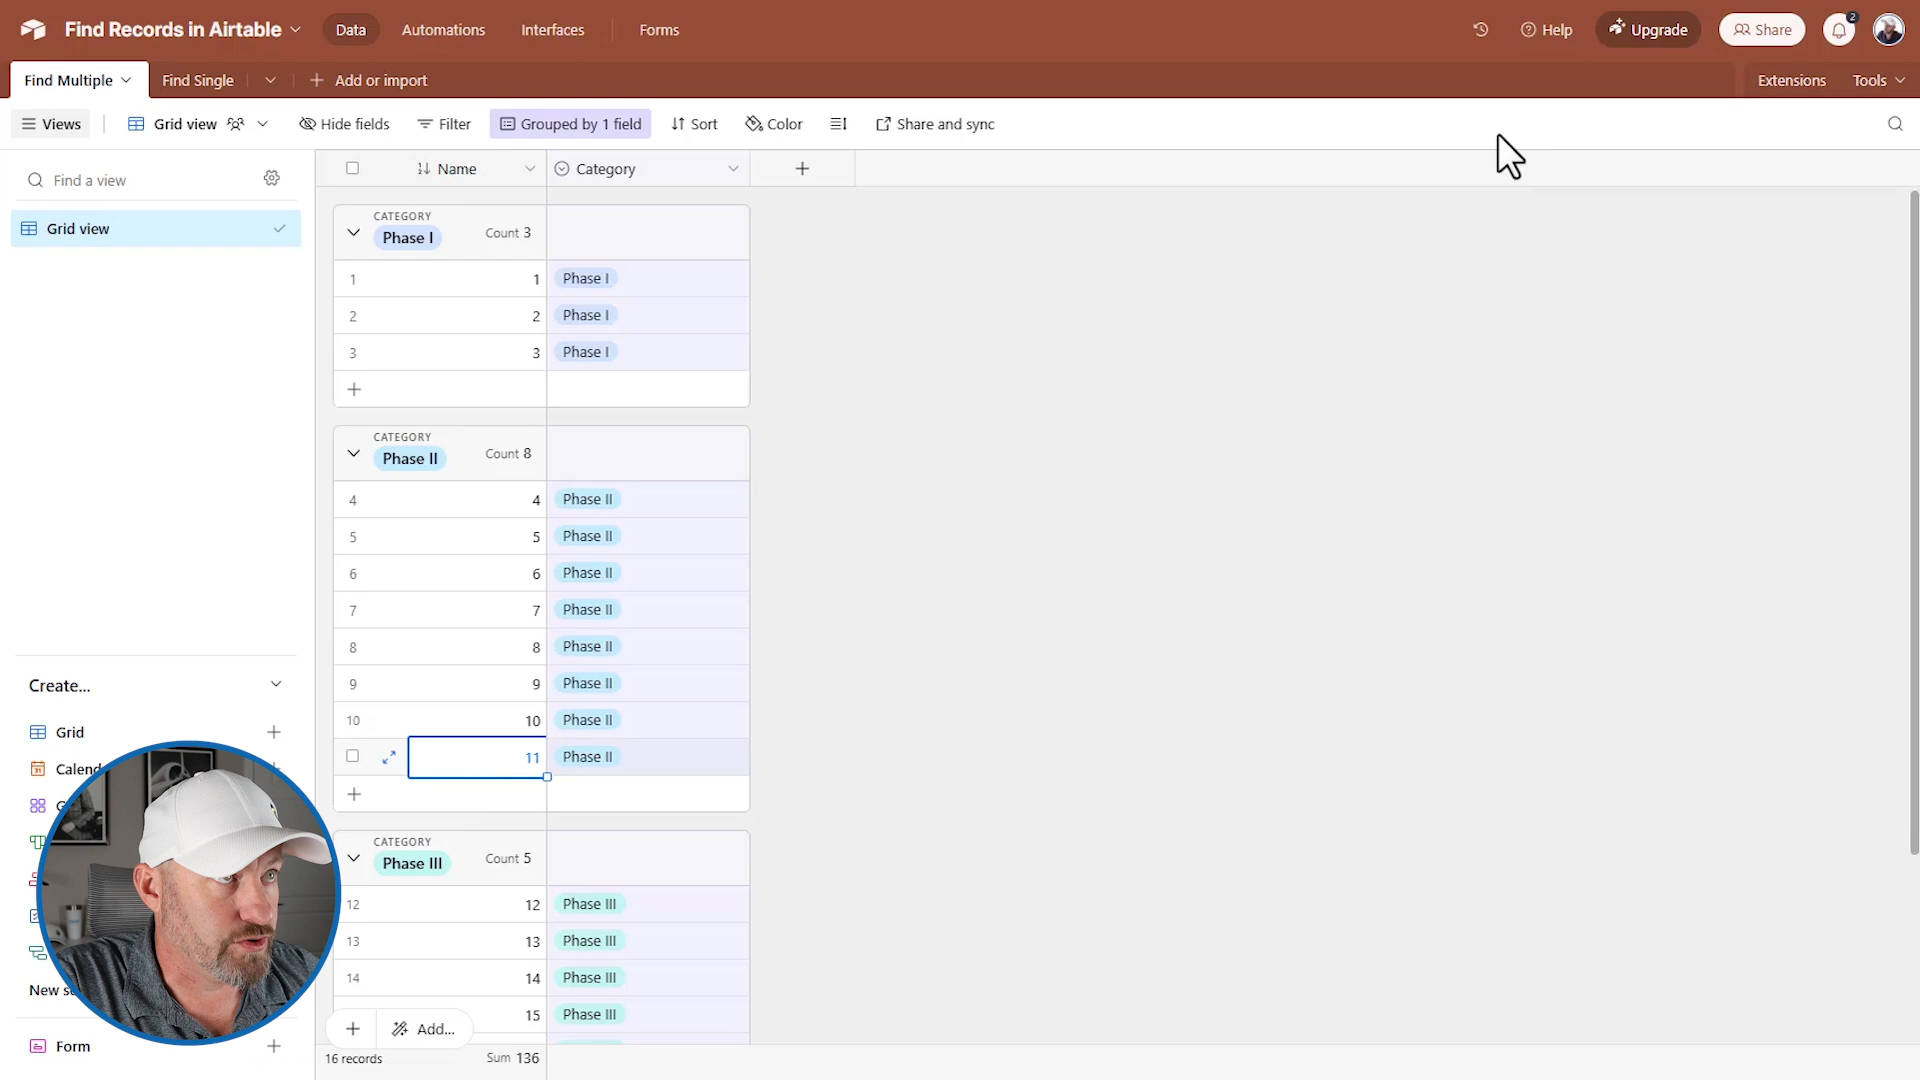 Find Records in Airtable
Data
Automations
Interfaces
Forms
Help
Upgrade
Share
2
Find Multiple
Find Single
Add or import
Extensions
Tools
Views
Grid view
Hide fields
Filter
Grouped by 1 field
Sort
Color
Share and sync
Find a view
Name
Category
Grid view
CATEGORY
Phase I
Count 3
1 1 Phase I
2 2 Phase I
3 3 Phase I
CATEGORY
Phase II
Count 8
4 4 Phase II
5 5 Phase II
6 6 Phase II
7 7 Phase II
8 8 Phase II
9 9 Phase II
10 10 Phase II
11 Phase II
CATEGORY
Phase III
Count 5
12 12 Phase III
13 13 Phase III
14 14 Phase III
15 Phase III
Add...
16 records
Sum 136
Create...
Grid
Form